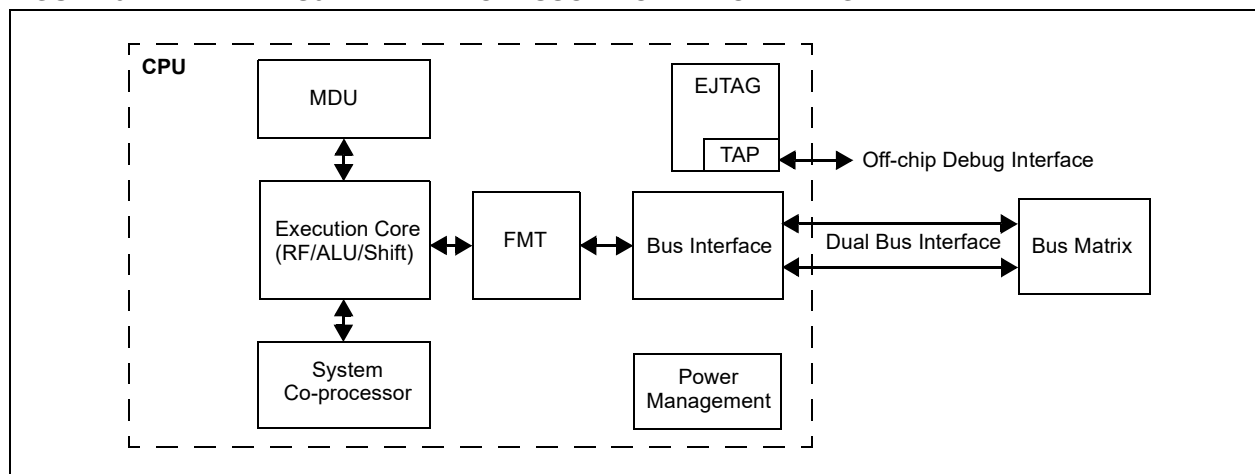 CPU
MDU
EJTAG
TAP
Off-chip Debug Interface
Execution Core
(RF/ALU/Shift)
FMT
Bus Interface
Dual Bus Interface
Bus Matrix
System
Co-processor
Power
Management